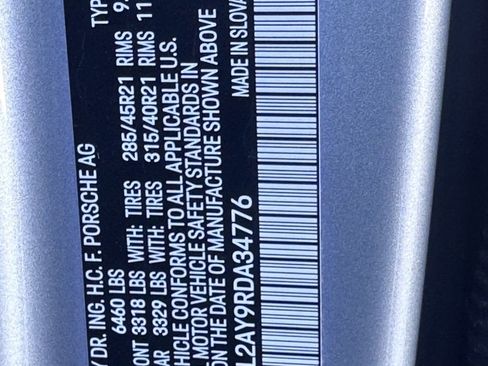 Y DR. ING. H.C. F. PORSCHE AG
6460 LBS TYP
ONT 3318 LBS WITH: TIRES 285/45R21 RIMS 9.
AR 3329 LBS WITH: TIRES 315/40R21 RIMS 11
HICLE CONFORMS TO ALL APPLICABLE U.S.
MOTOR VEHICLE SAFETY STANDARDS IN
ON THE DATE OF MANUFACTURE SHOWN ABOVE
L2AY9RDA34776 MADE IN SLOVA